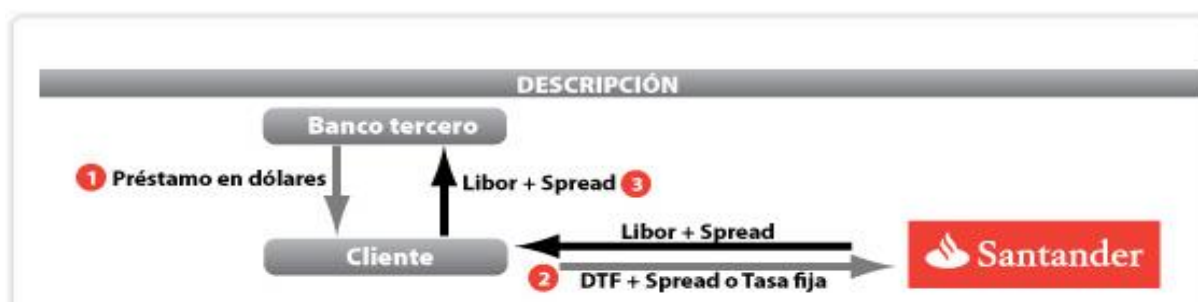 DESCRIPCIÓN
Banco tercero
1 Préstamo en dólares
Libor + Spread 3
Libor + Spread
Cliente
Santander
2 DTF + Spread o Tasa fija